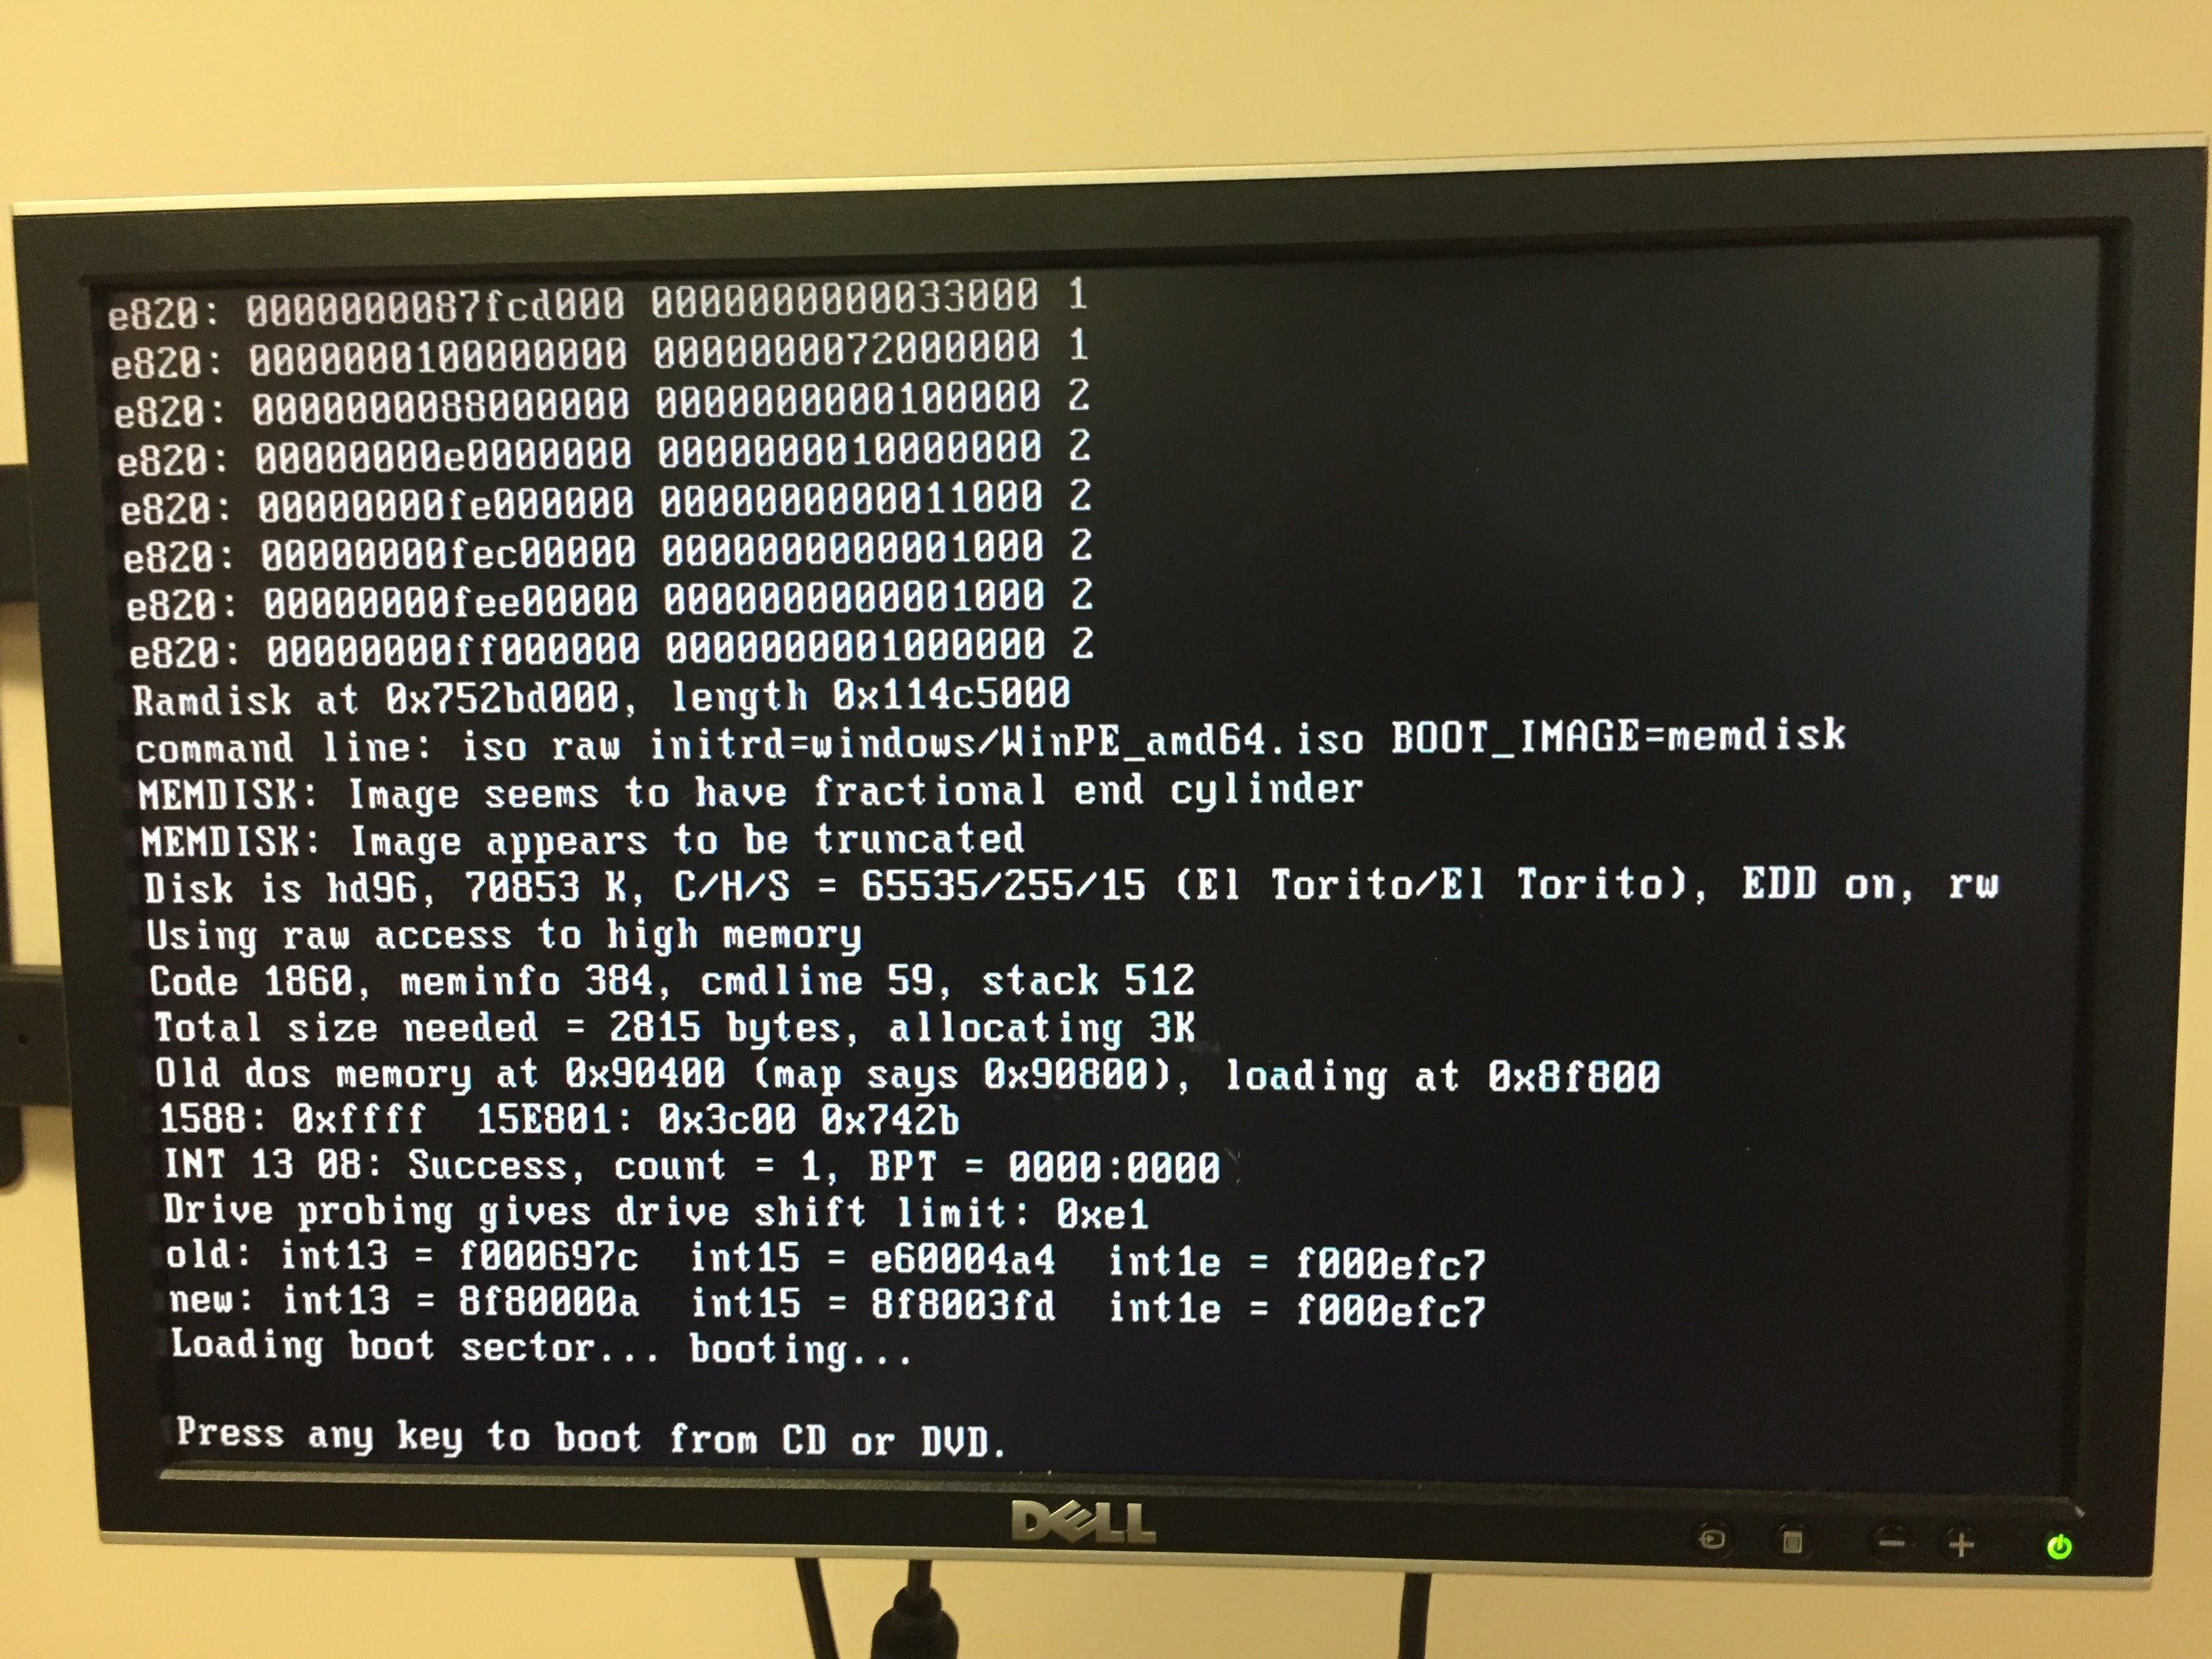 e820: 0000000087fcd000 0000000000033000 1
e820: 0000000100000000 0000000072000000 1
e820: 0000000088000000 0000000000100000 2
e820: 00000000e0000000 0000000010000000 2
e820: 00000000fe000000 0000000000011000 2
e820: 00000000fec00000 0000000000001000 2
e820: 00000000fee00000 0000000000001000 2
e820: 00000000ff000000 0000000001000000 2
Ramdisk at 0x752bd000, length 0x114c5000
command line: iso raw initrd=windows/WinPE_amd64.iso BOOT_IMAGE=memdisk
MEMDISK: Image seems to have fractional end cylinder
MEMDISK: Image appears to be truncated
Disk is hd96, 70853 K, C/H/S = 65535/255/15 (El Torito/El Torito), EDD on, rw
Using raw access to high memory
Code 1860, meminfo 384, cmdline 59, stack 512
Total size needed = 2815 bytes, allocating 3K
Old dos memory at 0x90400 (map says 0x90800), loading at 0x8f800
1588: 0xffff  15E801: 0x3c00 0x742b
INT 13 08: Success, count = 1, BPT = 0000:0000
Drive probing gives drive shift limit: 0xe1
old: int13 = f000697c  int15 = e60004a4  int1e = f000efc7
new: int13 = 8f80000a  int15 = 8f8003fd  int1e = f000efc7
Loading boot sector... booting...
Press any key to boot from CD or DVD.
DELL